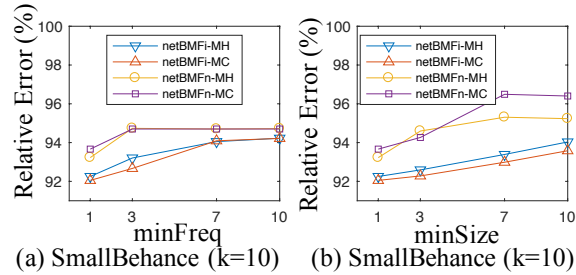 Relative Error (%)
100
98
96
94
92
netBMFi-MH
netBMFi-MC
netBMFn-MH
netBMFn-MC
1 3 7 10
minFreq
(a) SmallBehance (k=10)
Relative Error (%)
100
98
96
94
92
netBMFi-MH
netBMFi-MC
netBMFn-MH
netBMFn-MC
1 3 7 10
minSize
(b) SmallBehance (k=10)